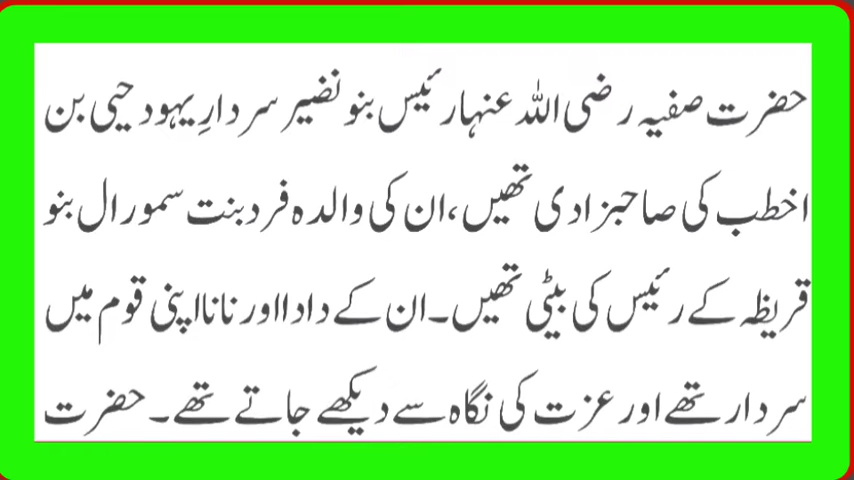 حضرت صفیہ رضی اللہ عنہا رئیس بنو نضیر سردارِ یہود حیی بن
اخطب کی صاحبزادی تھیں، ان کی والدہ فرد بنت سمورال بنو
قریظہ کے رئیس کی بیٹی تھیں۔ ان کے دادا اور نانا اپنی قوم میں
سردار تھے اور عزت کی نگاہ سے دیکھے جاتے تھے۔ حضرت